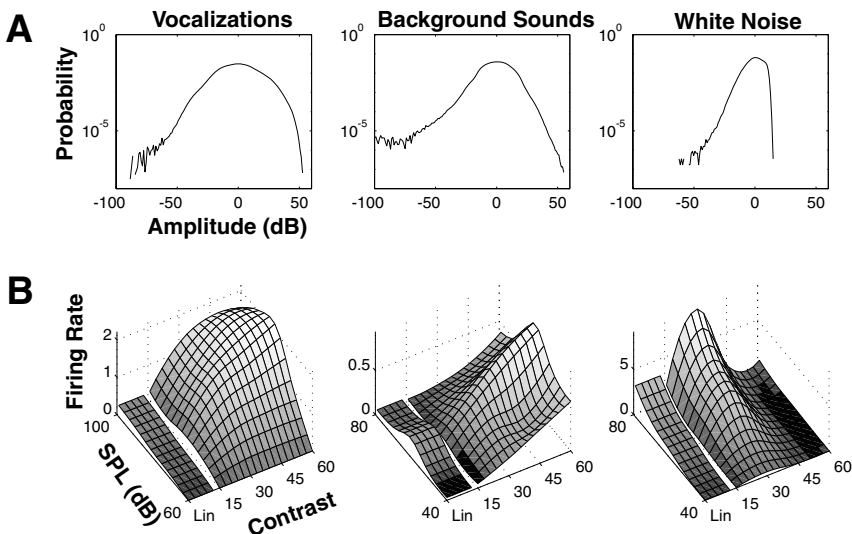 A
Vocalizations
Background Sounds
White Noise
Probability
10^0
10^-5
-100 -50 0 50
10^0
10^-5
-100 -50 0 50
10^0
10^-5
-100 -50 0 50
Amplitude (dB)
B
Firing Rate
2
1
0
100
60
SPL (dB)
Lin 15 30 45 60
Contrast
0.5
0
80
40
Lin 15 30 45 60
5
0
80
40
Lin 15 30 45 60